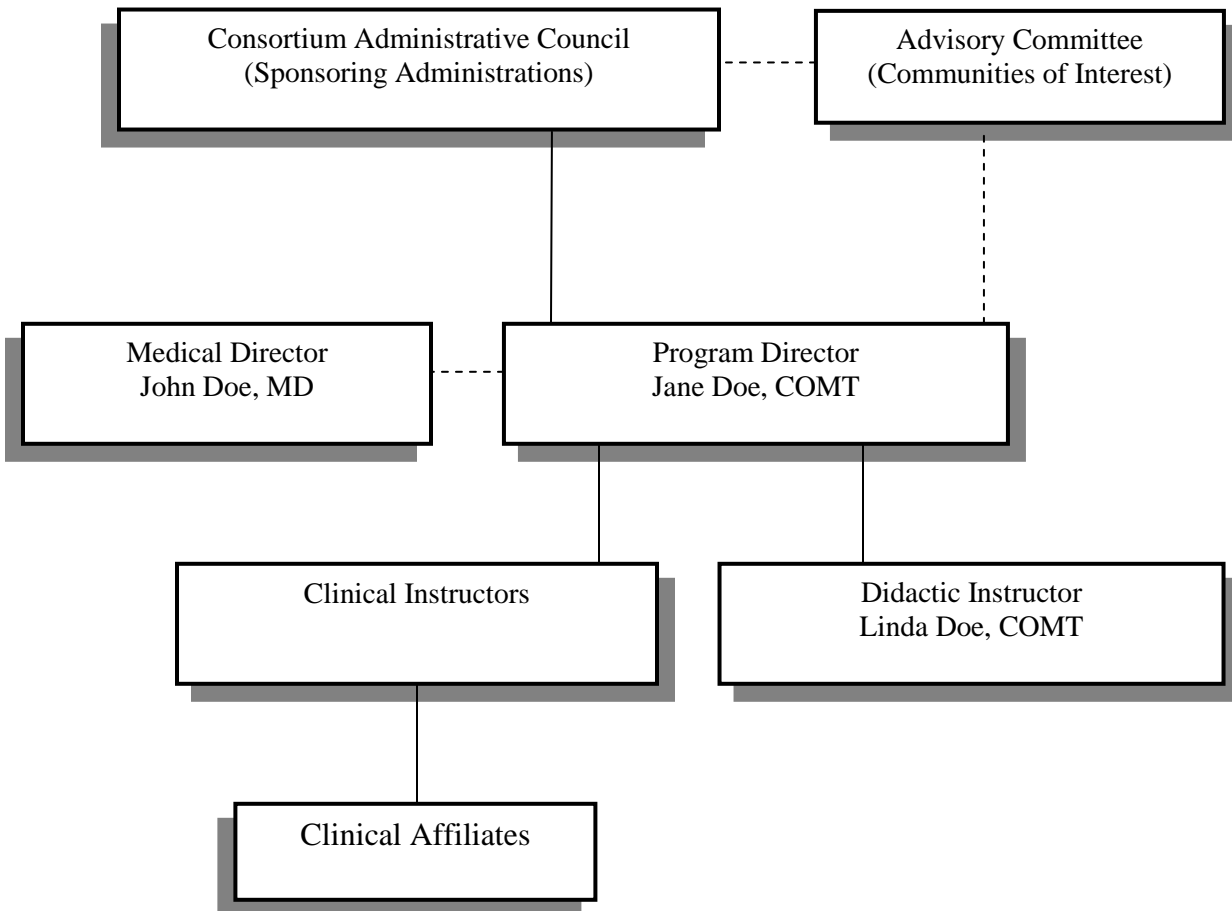 Consortium Administrative Council
(Sponsoring Administrations)
Advisory Committee
(Communities of Interest)
Medical Director
John Doe, MD
Program Director
Jane Doe, COMT
Clinical Instructors
Didactic Instructor
Linda Doe, COMT
Clinical Affiliates